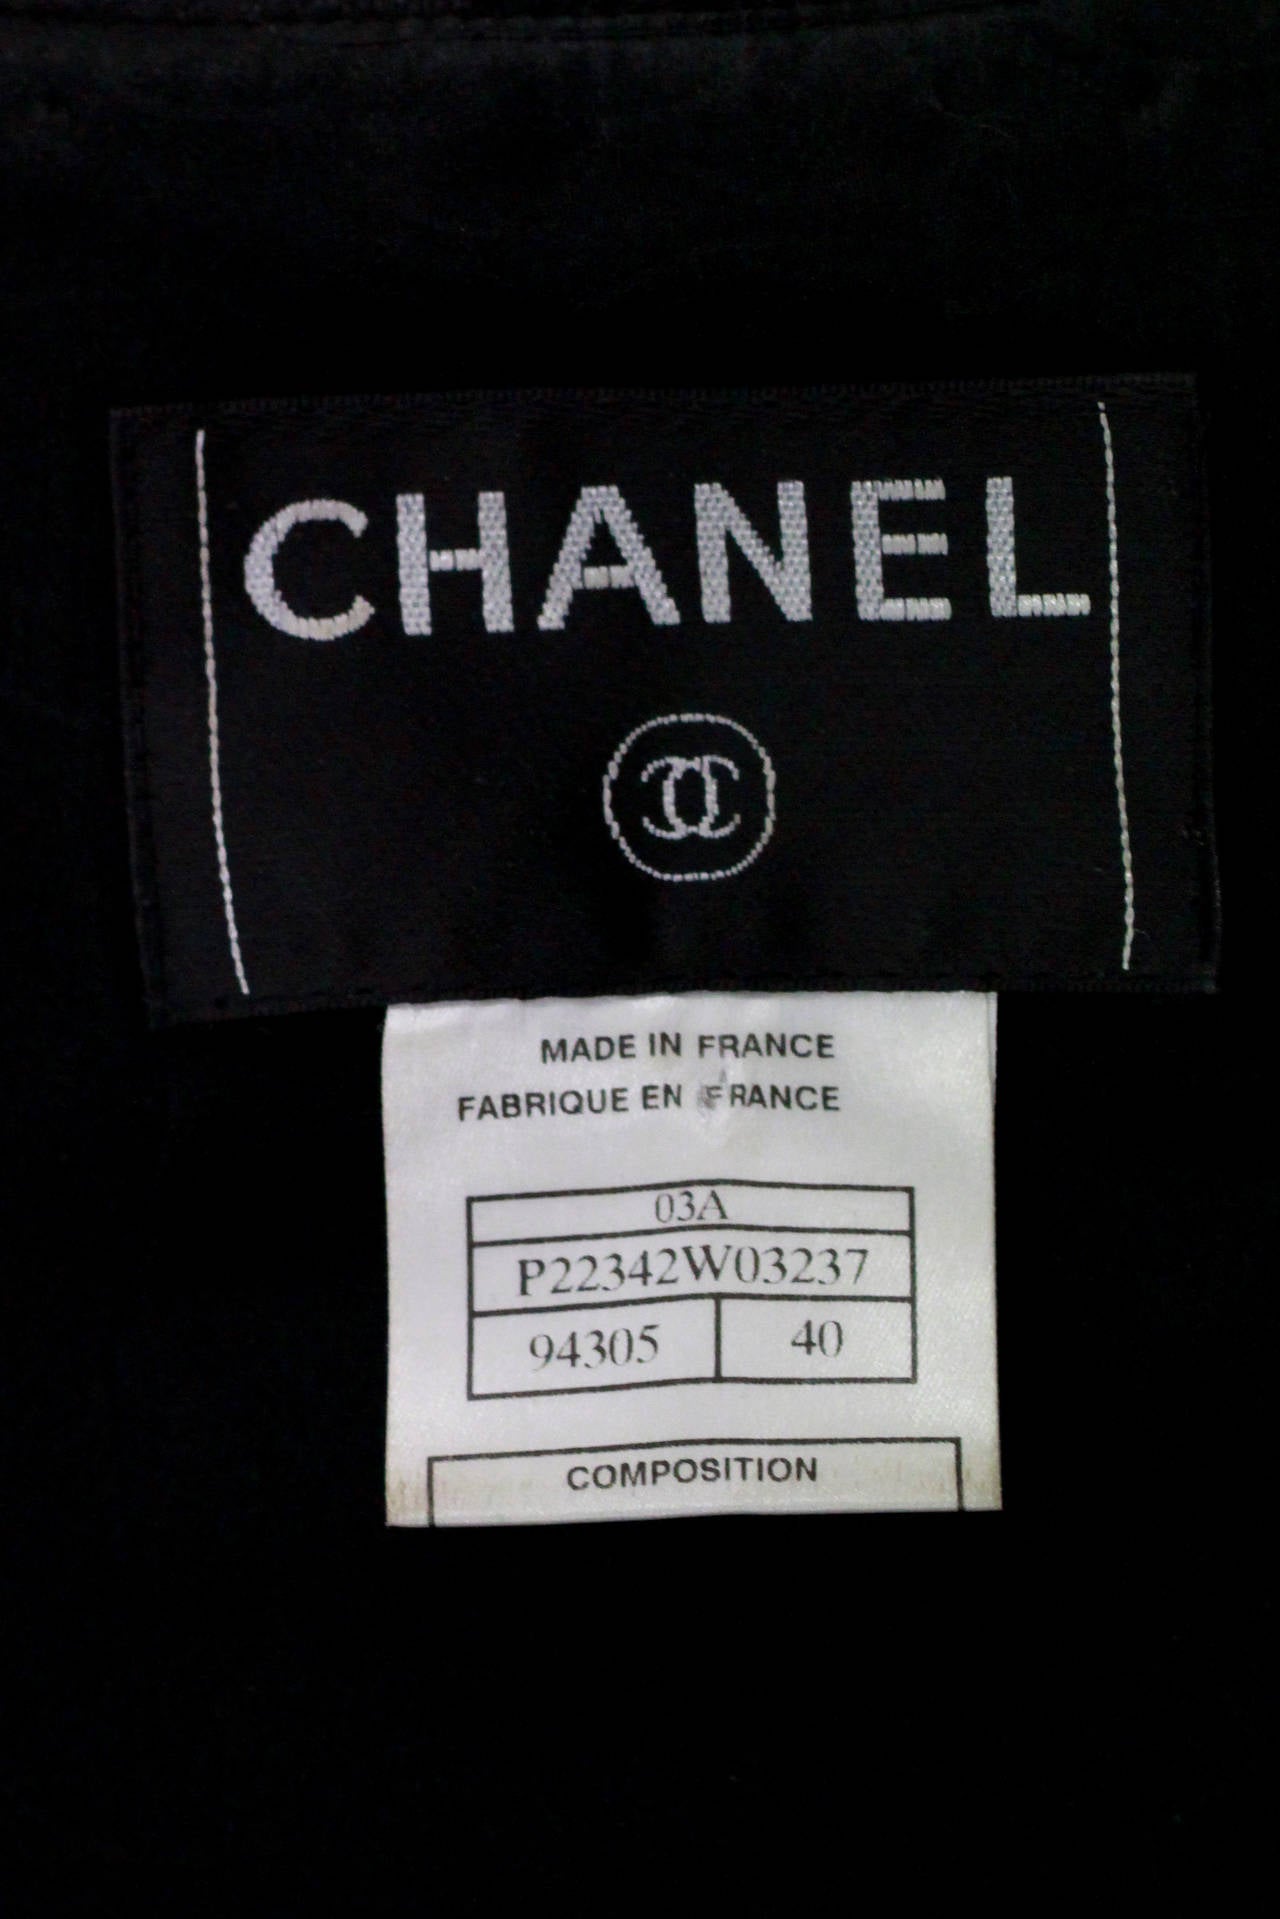 CHANEL
MADE IN FRANCE
FABRIQUE EN FRANCE
03A
P22342W03237
94305 40
COMPOSITION